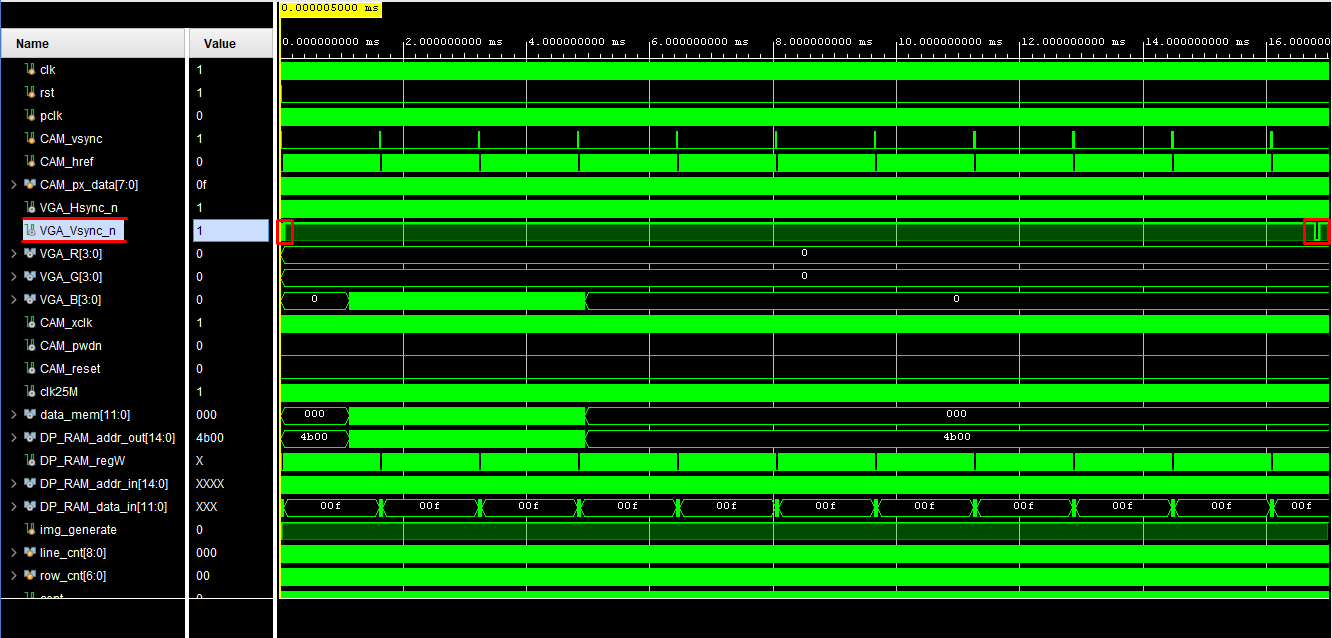 0.000005000 ms
Name Value
0.000000000 ms 2.000000000 ms 4.000000000 ms 6.000000000 ms 8.000000000 ms 10.00000000 ms 12.00000000 ms 14.00000000 ms 16.000000
clk 1
rst 1
pclk 0
CAM_vsync 1
CAM_href 0
CAM_px_data[7:0] 0f
VGA_Hsync_n 1
VGA_Vsync_n 1
VGA_R[3:0] 0 0
VGA_G[3:0] 0 0
VGA_B[3:0] 0 0 0
CAM_xclk 1
CAM_pwdn 0
CAM_reset 0
clk25M 1
data_mem[11:0] 000 000 000
DP_RAM_addr_out[14:0] 4b00 4b00 4b00
DP_RAM_regW X
DP_RAM_addr_in[14:0] XXXX
DP_RAM_data_in[11:0] XXX 00f 00f 00f 00f 00f 00f 00f 00f 00f 00f 00f
img_generate 0
line_cnt[8:0] 000
row_cnt[6:0] 00